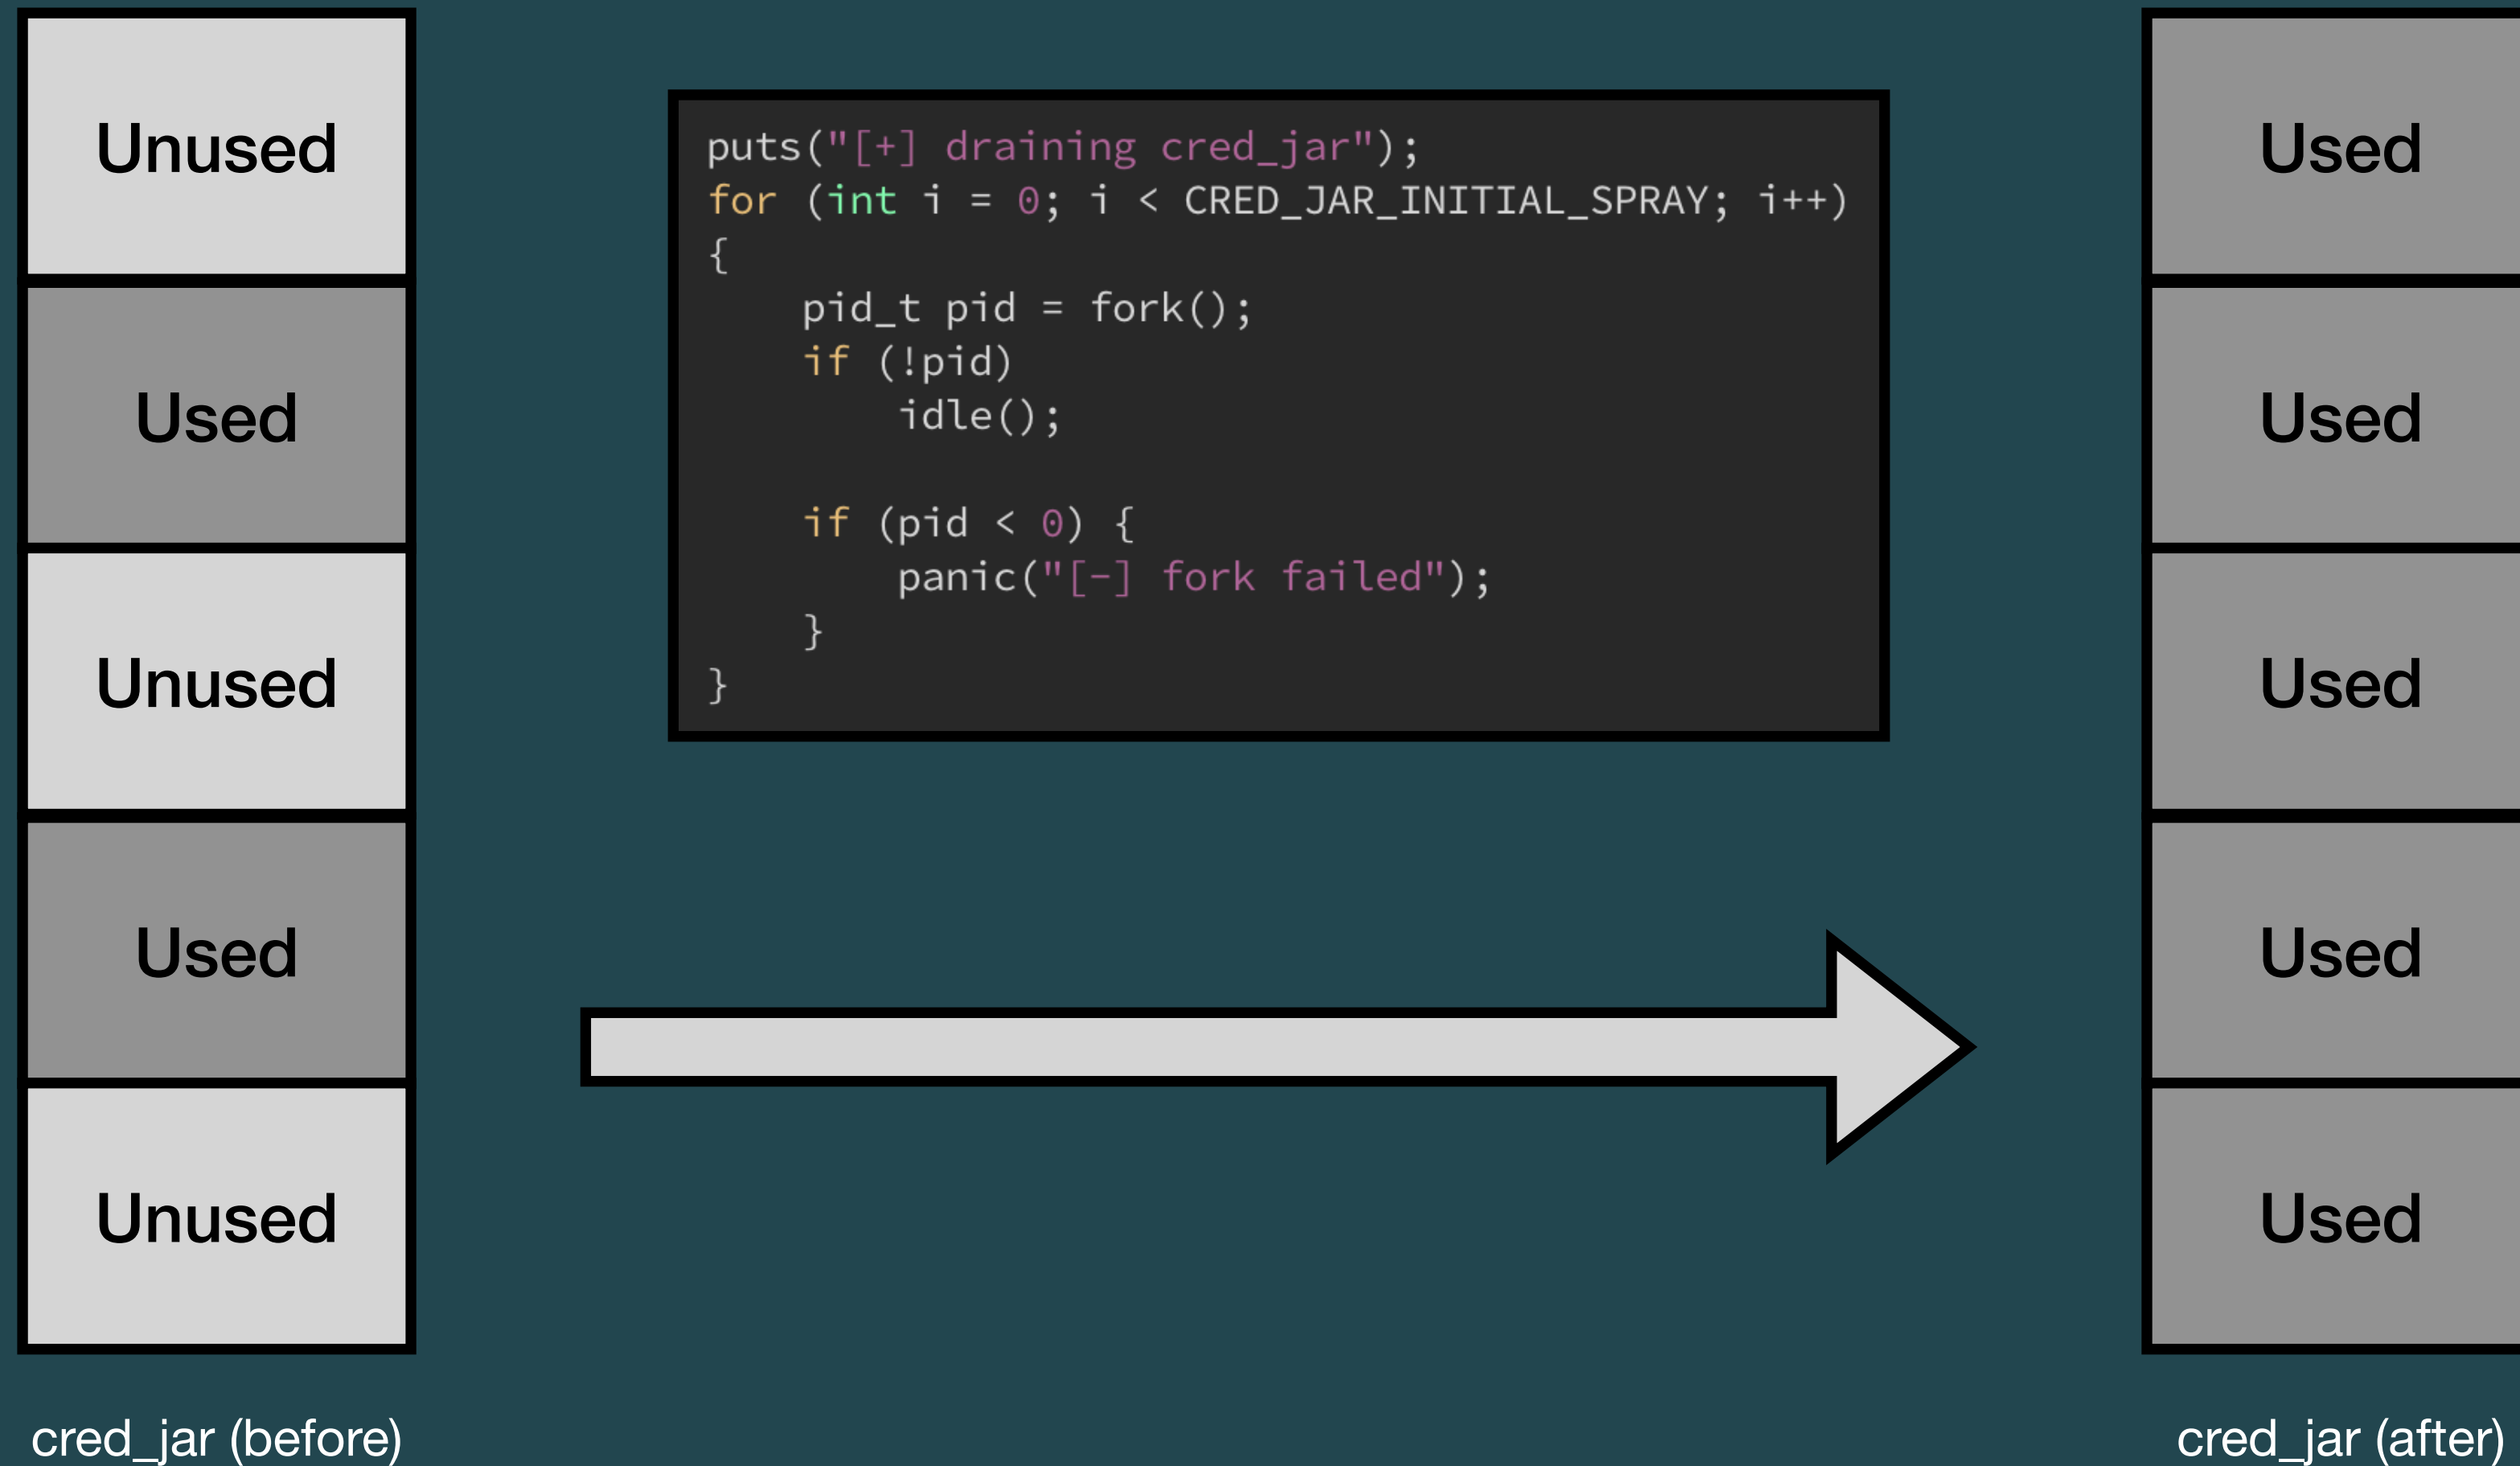 Unused
Used
Unused
Used
Unused
cred_jar (before)
puts("[+] draining cred_jar");
for (int i = 0; i < CRED_JAR_INITIAL_SPRAY; i++)
{
    pid_t pid = fork();
    if (!pid)
        idle();

    if (pid < 0) {
        panic("[-] fork failed");
    }
}
Used
Used
Used
Used
Used
cred_jar (after)